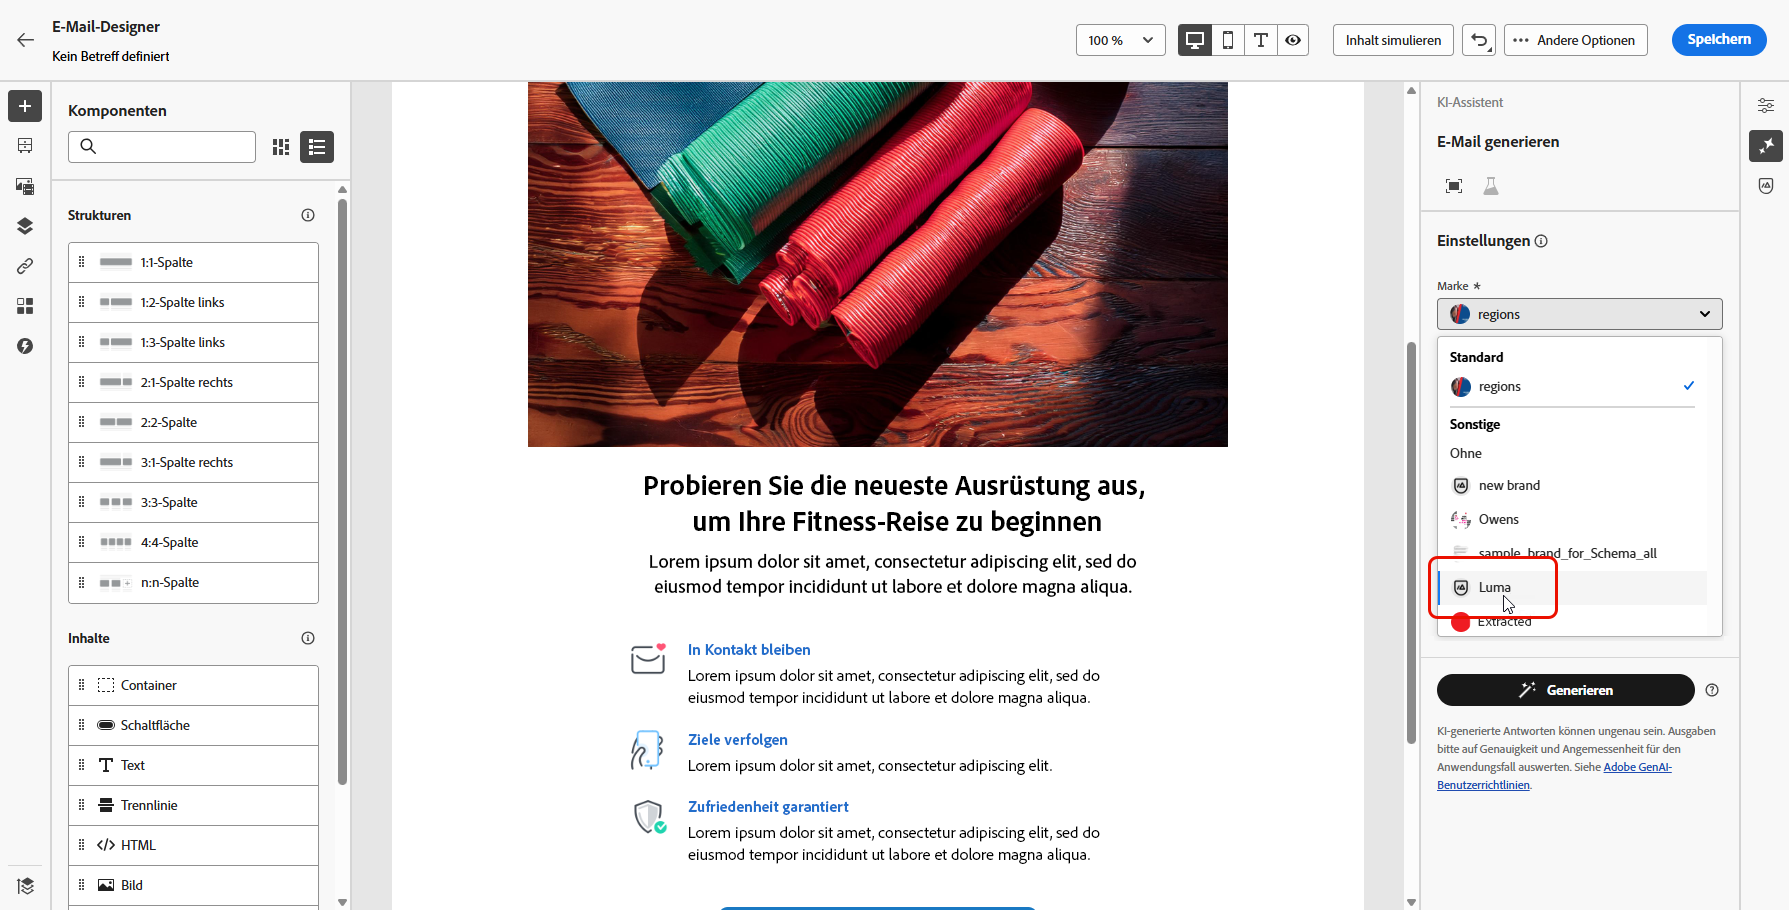 E-Mail-Designer
Kein Betreff definiert
100 %
Inhalt simulieren
Andere Optionen
Speichern
Komponenten
Strukturen
1:1-Spalte
1:2-Spalte links
1:3-Spalte links
2:1-Spalte rechts
2:2-Spalte
3:1-Spalte rechts
3:3-Spalte
4:4-Spalte
n:n-Spalte
Inhalte
Container
Schaltfläche
Text
Trennlinie
HTML
Bild
Probieren Sie die neueste Ausrüstung aus,
um Ihre Fitness-Reise zu beginnen
Lorem ipsum dolor sit amet, consectetur adipiscing elit, sed do
eiusmod tempor incididunt ut labore et dolore magna aliqua.
In Kontakt bleiben
Lorem ipsum dolor sit amet, consectetur adipiscing elit, sed do
eiusmod tempor incididunt ut labore et dolore magna aliqua.
Ziele verfolgen
Lorem ipsum dolor sit amet, consectetur adipiscing elit.
Zufriedenheit garantiert
Lorem ipsum dolor sit amet, consectetur adipiscing elit, sed do
eiusmod tempor incididunt ut labore et dolore magna aliqua.
KI-Assistent
E-Mail generieren
Einstellungen
Marke *
regions
Standard
regions
Sonstige
Ohne
new brand
Owens
sample_brand_for_Schema_all
Luma
Extracted
Generieren
KI-generierte Antworten können ungenau sein. Ausgaben
bitte auf Genauigkeit und Angemessenheit für den
Anwendungsfall auswerten. Siehe Adobe GenAI-
Benutzerrichtlinien.